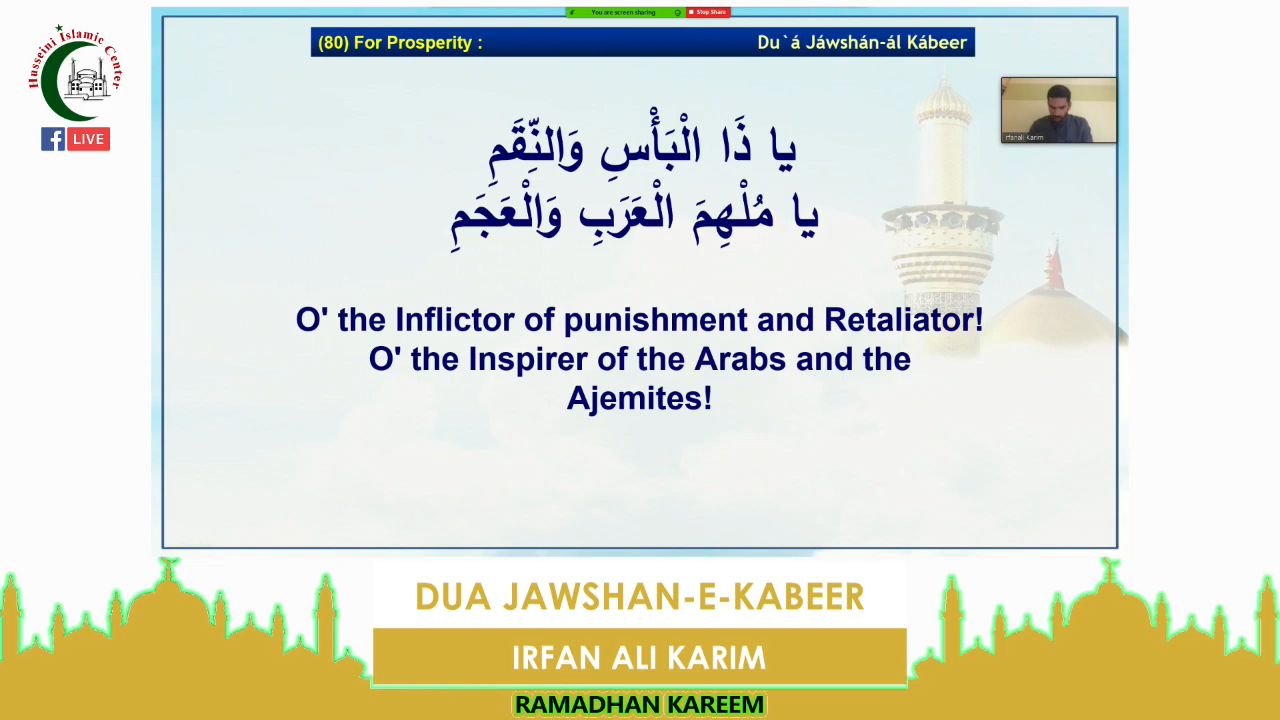 You are screen sharing
Stop Share
Husseini Islamic Center
LIVE
(80) For Prosperity :
Du`á Jáwshán-ál Kábeer
Irfanali Karim
يا ذَا الْبَأْسِ وَالنِّقَمِ
يا مُلْهِمَ الْعَرَبِ وَالْعَجَمِ
O' the Inflictor of punishment and Retaliator!
O' the Inspirer of the Arabs and the
Ajemites!
DUA JAWSHAN-E-KABEER
IRFAN ALI KARIM
RAMADHAN KAREEM